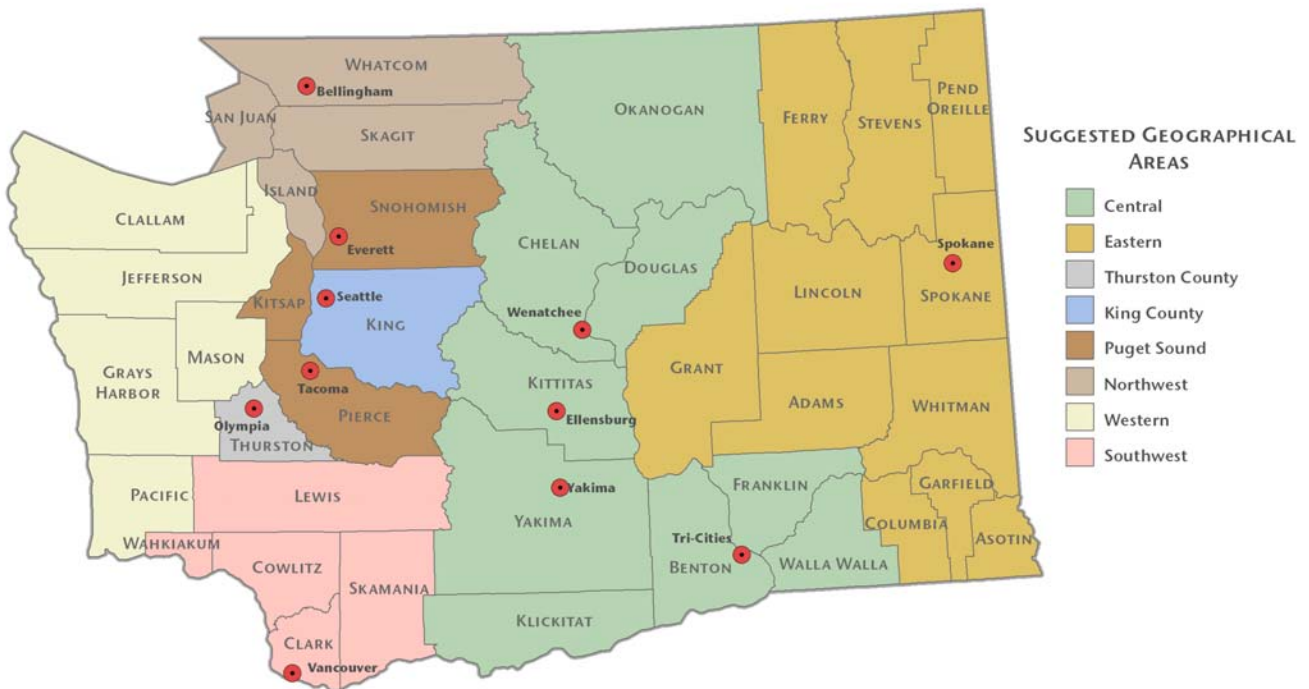 WHATCOM
Bellingham
SAN JUAN
SKAGIT
ISLAND
SNOHOMISH
Everett
CLALLAM
JEFFERSON
KITSAP
Seattle
KING
MASON
GRAYS
HARBOR
Tacoma
PIERCE
Olympia
THURSTON
PACIFIC
LEWIS
WAHKIAKUM
COWLITZ
SKAMANIA
CLARK
Vancouver
OKANOGAN
CHELAN
DOUGLAS
Wenatchee
KITTITAS
Ellensburg
Yakima
YAKIMA
KLICKITAT
FERRY
STEVENS
PEND
OREILLE
Spokane
SPOKANE
LINCOLN
GRANT
ADAMS
WHITMAN
FRANKLIN
Tri-Cities
BENTON
WALLA WALLA
COLUMBIA
GARFIELD
ASOTIN
SUGGESTED GEOGRAPHICAL
AREAS
Central
Eastern
Thurston County
King County
Puget Sound
Northwest
Western
Southwest